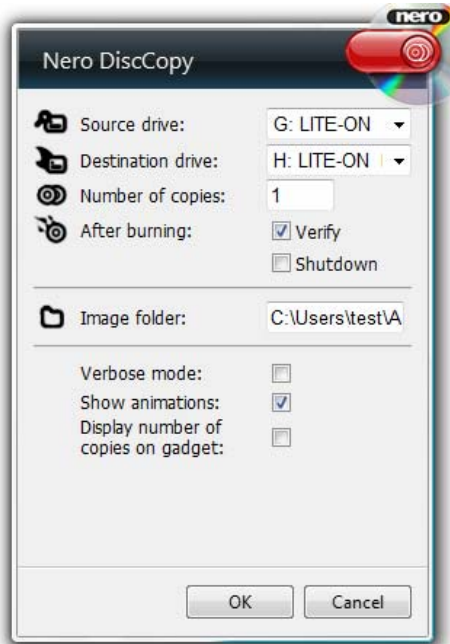 nero
Nero DiscCopy
Source drive: G: LITE-ON
Destination drive: H: LITE-ON
Number of copies: 1
After burning: Verify
Shutdown
Image folder: C:\Users\test\A
Verbose mode:
Show animations:
Display number of
copies on gadget:
OK Cancel